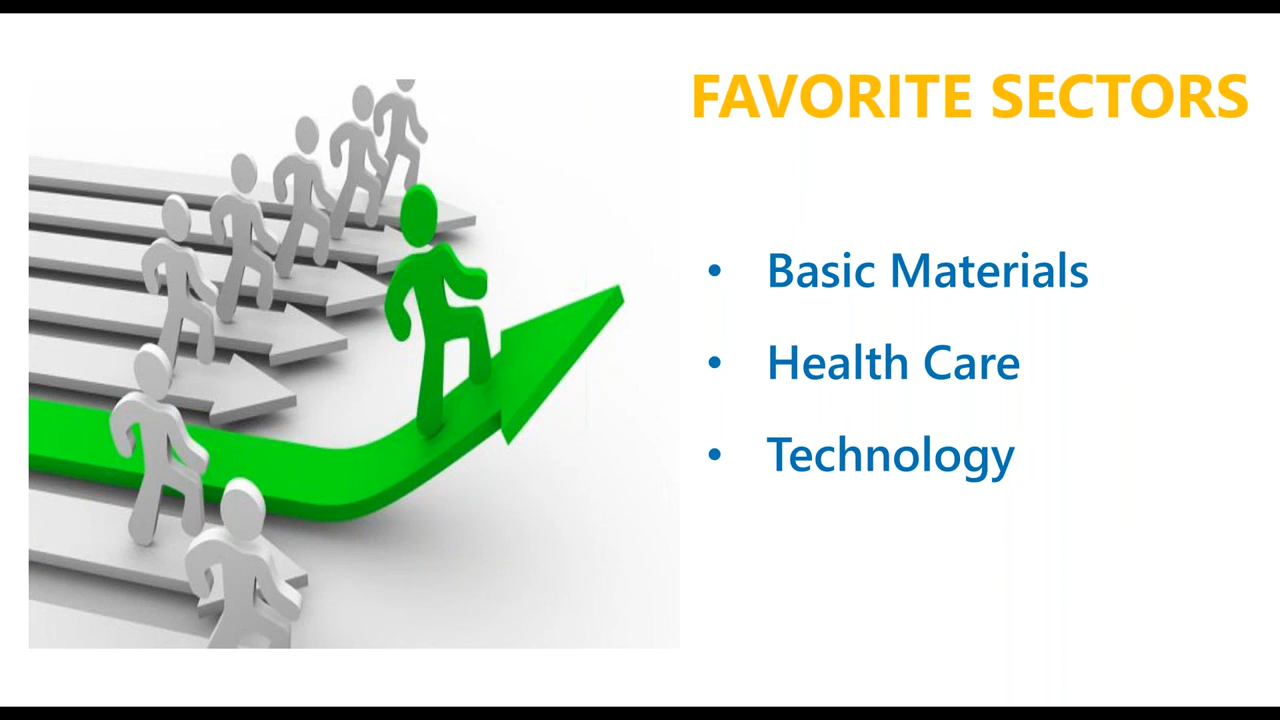 FAVORITE SECTORS
• Basic Materials
• Health Care
• Technology